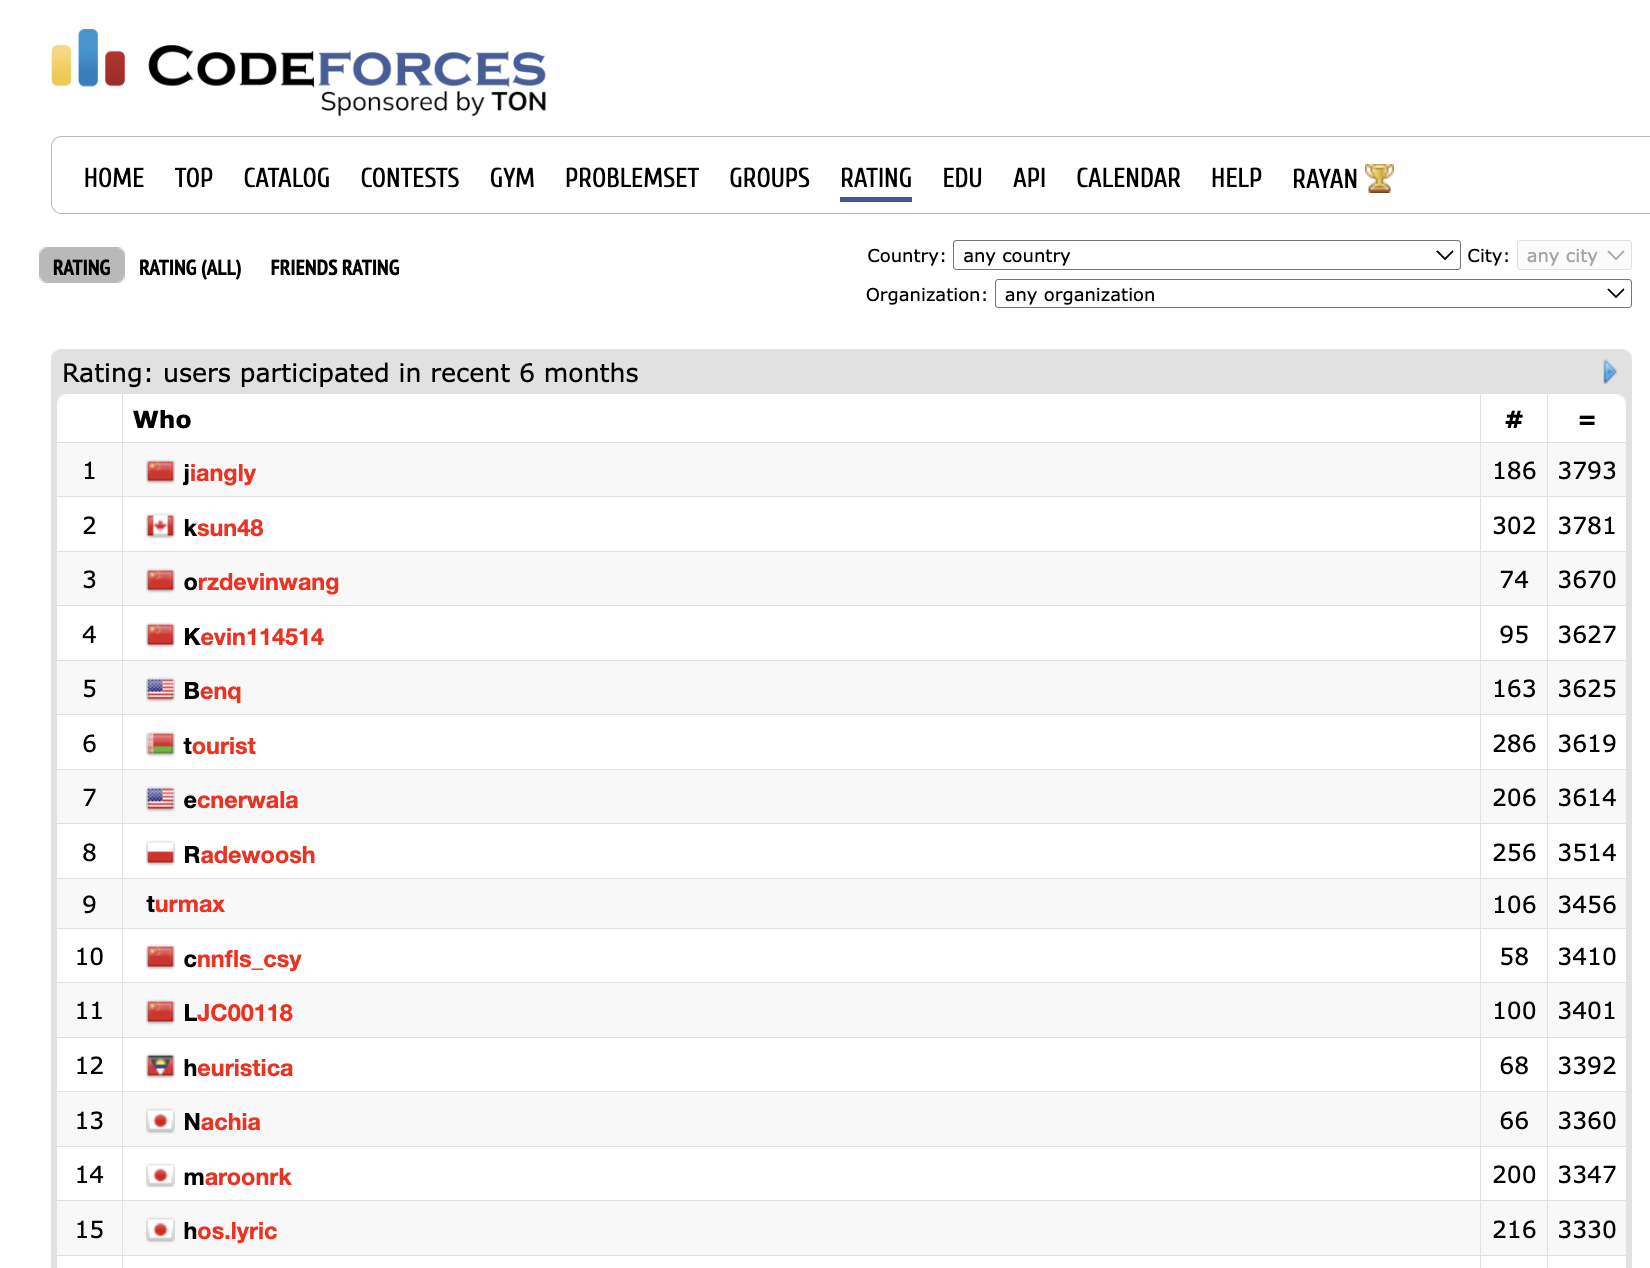 CODEFORCES
Sponsored by TON
HOME TOP CATALOG CONTESTS GYM PROBLEMSET GROUPS RATING EDU API CALENDAR HELP RAYAN
RATING RATING (ALL) FRIENDS RATING
Country: any country City: any city
Organization: any organization
Rating: users participated in recent 6 months
Who # =
1 jiangly 186 3793
2 ksun48 302 3781
3 orzdevinwang 74 3670
4 Kevin114514 95 3627
5 Benq 163 3625
6 tourist 286 3619
7 ecnerwala 206 3614
8 Radewoosh 256 3514
9 turmax 106 3456
10 cnnfls_csy 58 3410
11 LJC00118 100 3401
12 heuristica 68 3392
13 Nachia 66 3360
14 maroonrk 200 3347
15 hos.lyric 216 3330